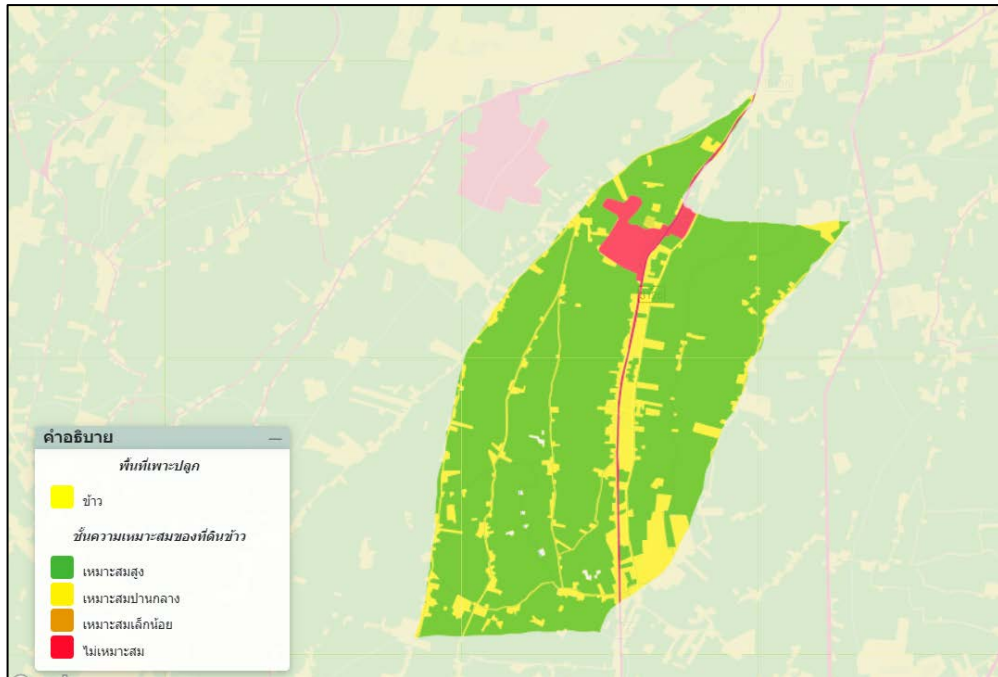 คำอธิบาย
พื้นที่เพาะปลูก
ข้าว
ชั้นความเหมาะสมของที่ดินข้าว
เหมาะสมสูง
เหมาะสมปานกลาง
เหมาะสมเล็กน้อย
ไม่เหมาะสม